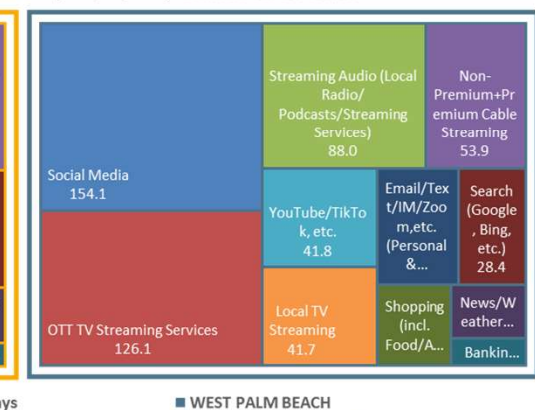 Social Media
154.1
OTT TV Streaming Services
126.1
Streaming Audio (Local
Radio/
Podcasts/Streaming
Services)
88.0
Non-
Premium+Pr
emium Cable
Streaming
53.9
YouTube/TikTo
k, etc.
41.8
Local TV
Streaming
41.7
Email/Tex
t/IM/Zoo
m,etc.
(Personal
&...
Search
(Google
, Bing,
etc.)
28.4
Shopping
(incl.
Food/A...
News/W
eather...
Bankin...
ays
■ WEST PALM BEACH